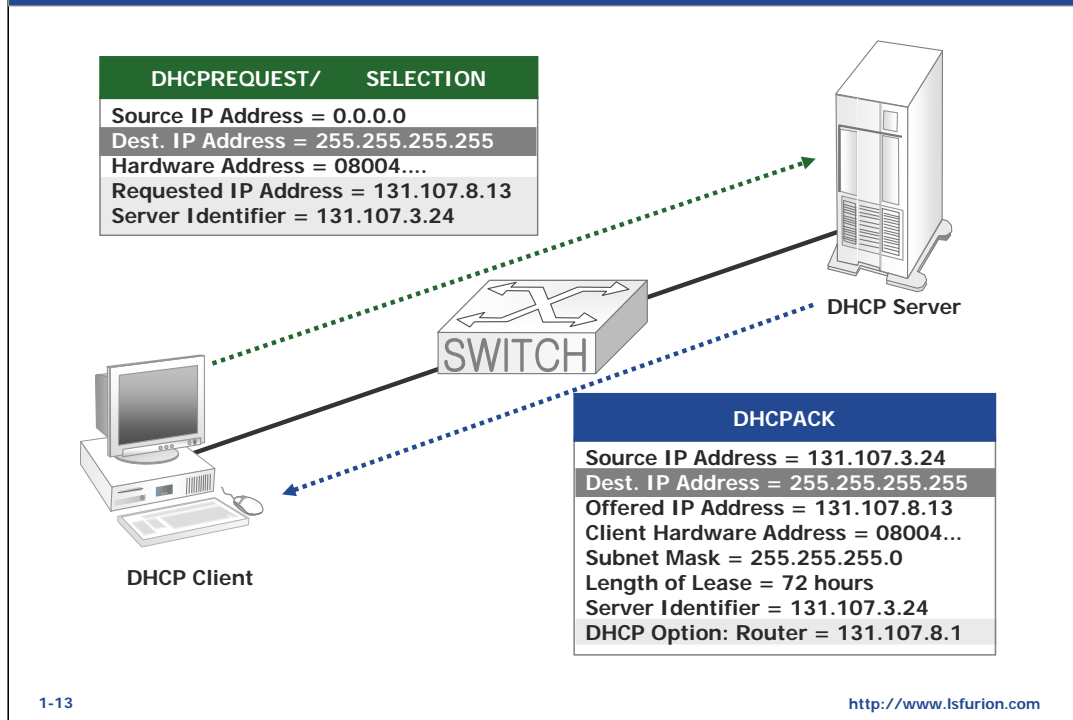 DHCPREQUEST/ SELECTION
Source IP Address = 0.0.0.0
Dest. IP Address = 255.255.255.255
Hardware Address = 08004....
Requested IP Address = 131.107.8.13
Server Identifier = 131.107.3.24
DHCP Server
SWITCH
DHCP Client
DHCPACK
Source IP Address = 131.107.3.24
Dest. IP Address = 255.255.255.255
Offered IP Address = 131.107.8.13
Client Hardware Address = 08004...
Subnet Mask = 255.255.255.0
Length of Lease = 72 hours
Server Identifier = 131.107.3.24
DHCP Option: Router = 131.107.8.1
1-13
http://www.lsfurion.com